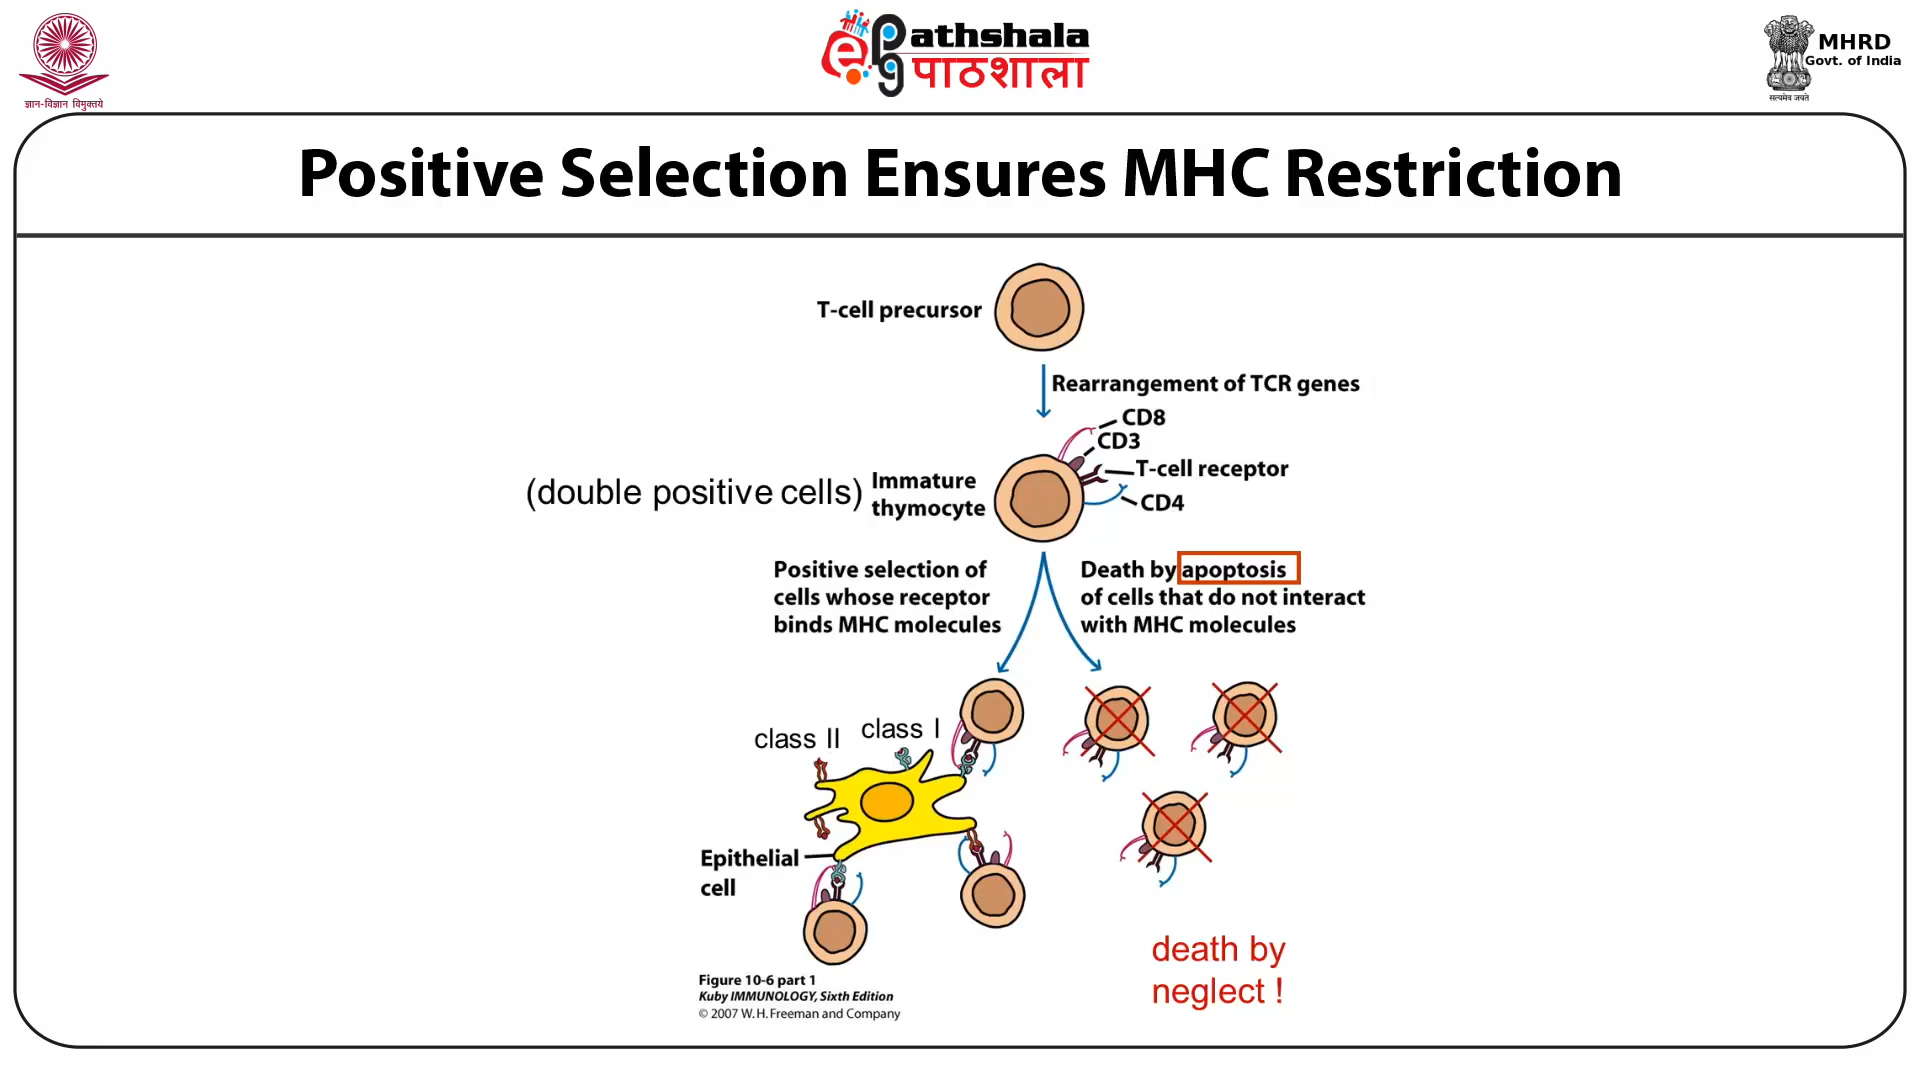 ज्ञान-विज्ञान विमुक्तये
ePathshala
पाठशाला
सत्यमेव जयते
MHRD
Govt. of India
Positive Selection Ensures MHC Restriction
T-cell precursor
Rearrangement of TCR genes
CD8
CD3
T-cell receptor
CD4
(double positive cells)
Immature
thymocyte
Positive selection of
cells whose receptor
binds MHC molecules
Death by apoptosis
of cells that do not interact
with MHC molecules
class II
class I
Epithelial
cell
death by
neglect !
Figure 10-6 part 1
Kuby IMMUNOLOGY, Sixth Edition
© 2007 W. H. Freeman and Company